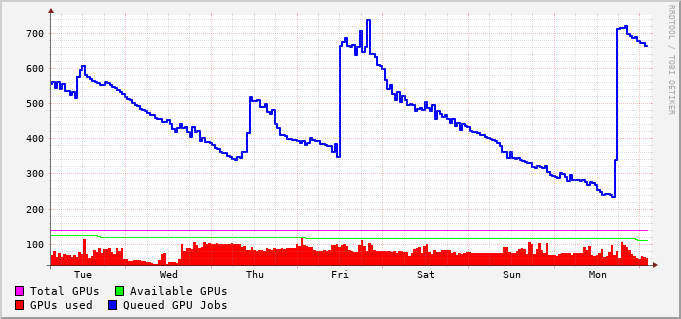 RRDTOOL / TOBI OETIKER
700
600
500
400
300
200
100
Tue Wed Thu Fri Sat Sun Mon
Total GPUs Available GPUs
GPUs used Queued GPU Jobs